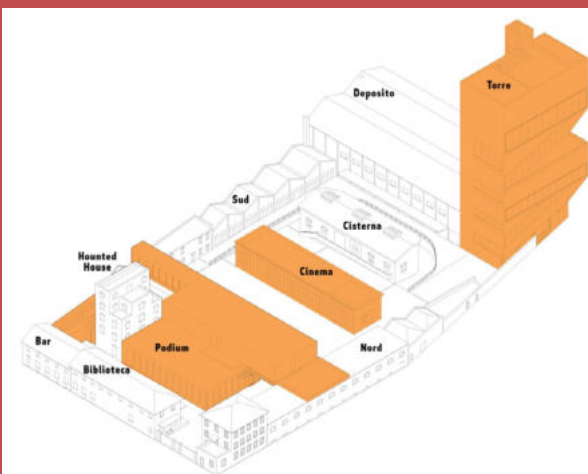 Torre
Deposito
Sud
Cisterna
Hounted
House
Cinema
Bar
Podium
Nord
Biblioteca